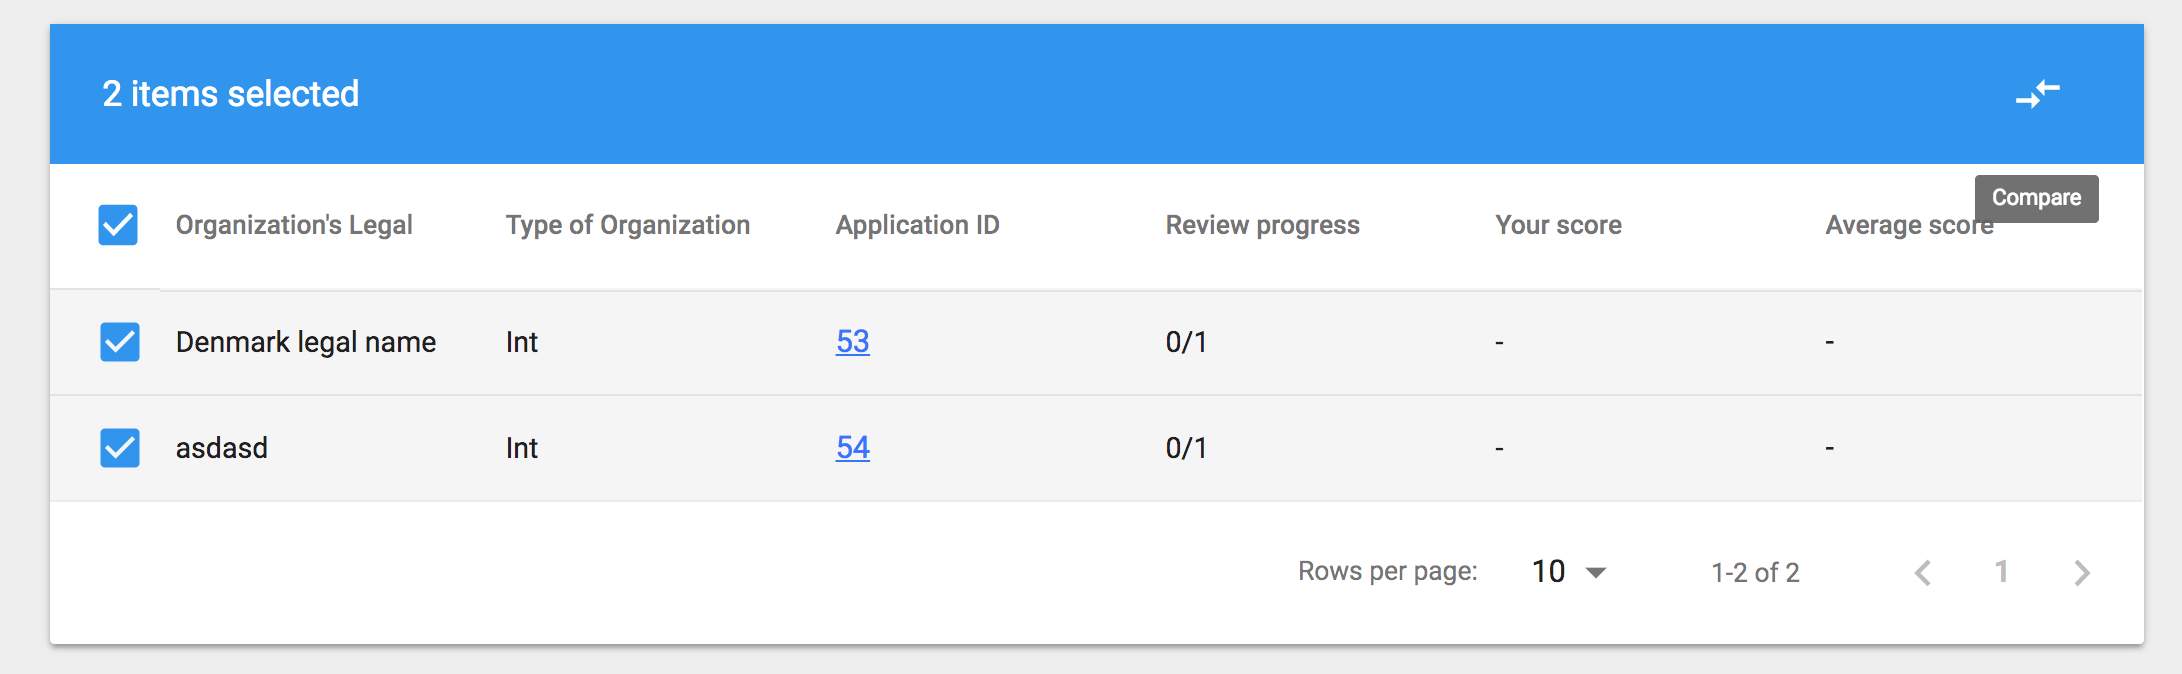 2 items selected
Compare
Organization's Legal Type of Organization Application ID Review progress Your score Average score
Denmark legal name Int 53 0/1 - -
asdasd Int 54 0/1 - -
Rows per page: 10 1-2 of 2 1